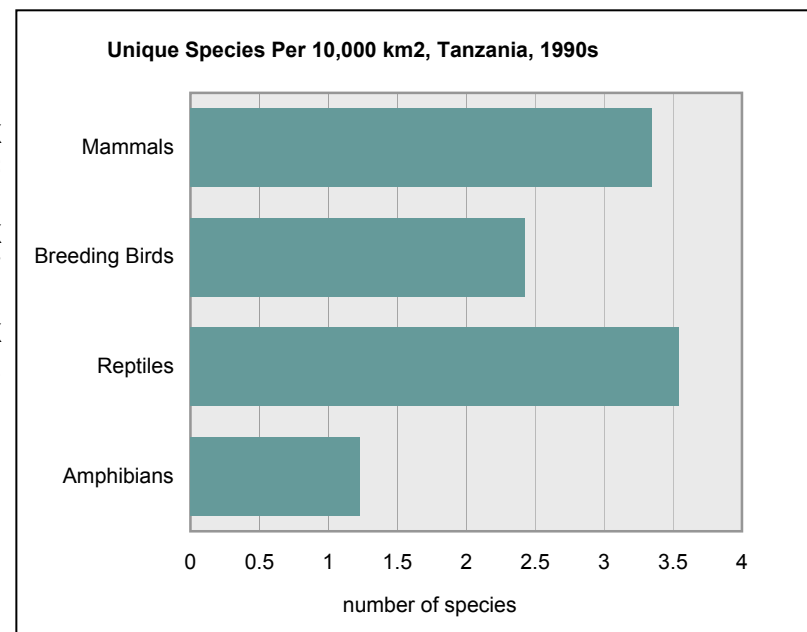 Unique Species Per 10,000 km2, Tanzania, 1990s
Mammals
Breeding Birds
Reptiles
Amphibians
0 0.5 1 1.5 2 2.5 3 3.5 4
number of species